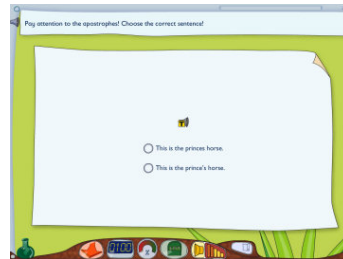 Pay attention to the apostrophes! Choose the correct sentence!
This is the princes horse.
This is the prince's horse.
0100